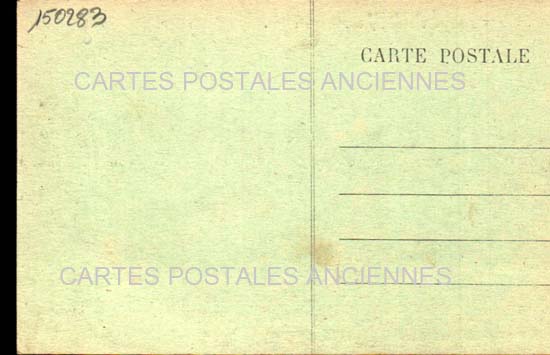 150283
CARTE POSTALE
CARTES POSTALES ANCIENNES
CARTES POSTALES ANCIENNES